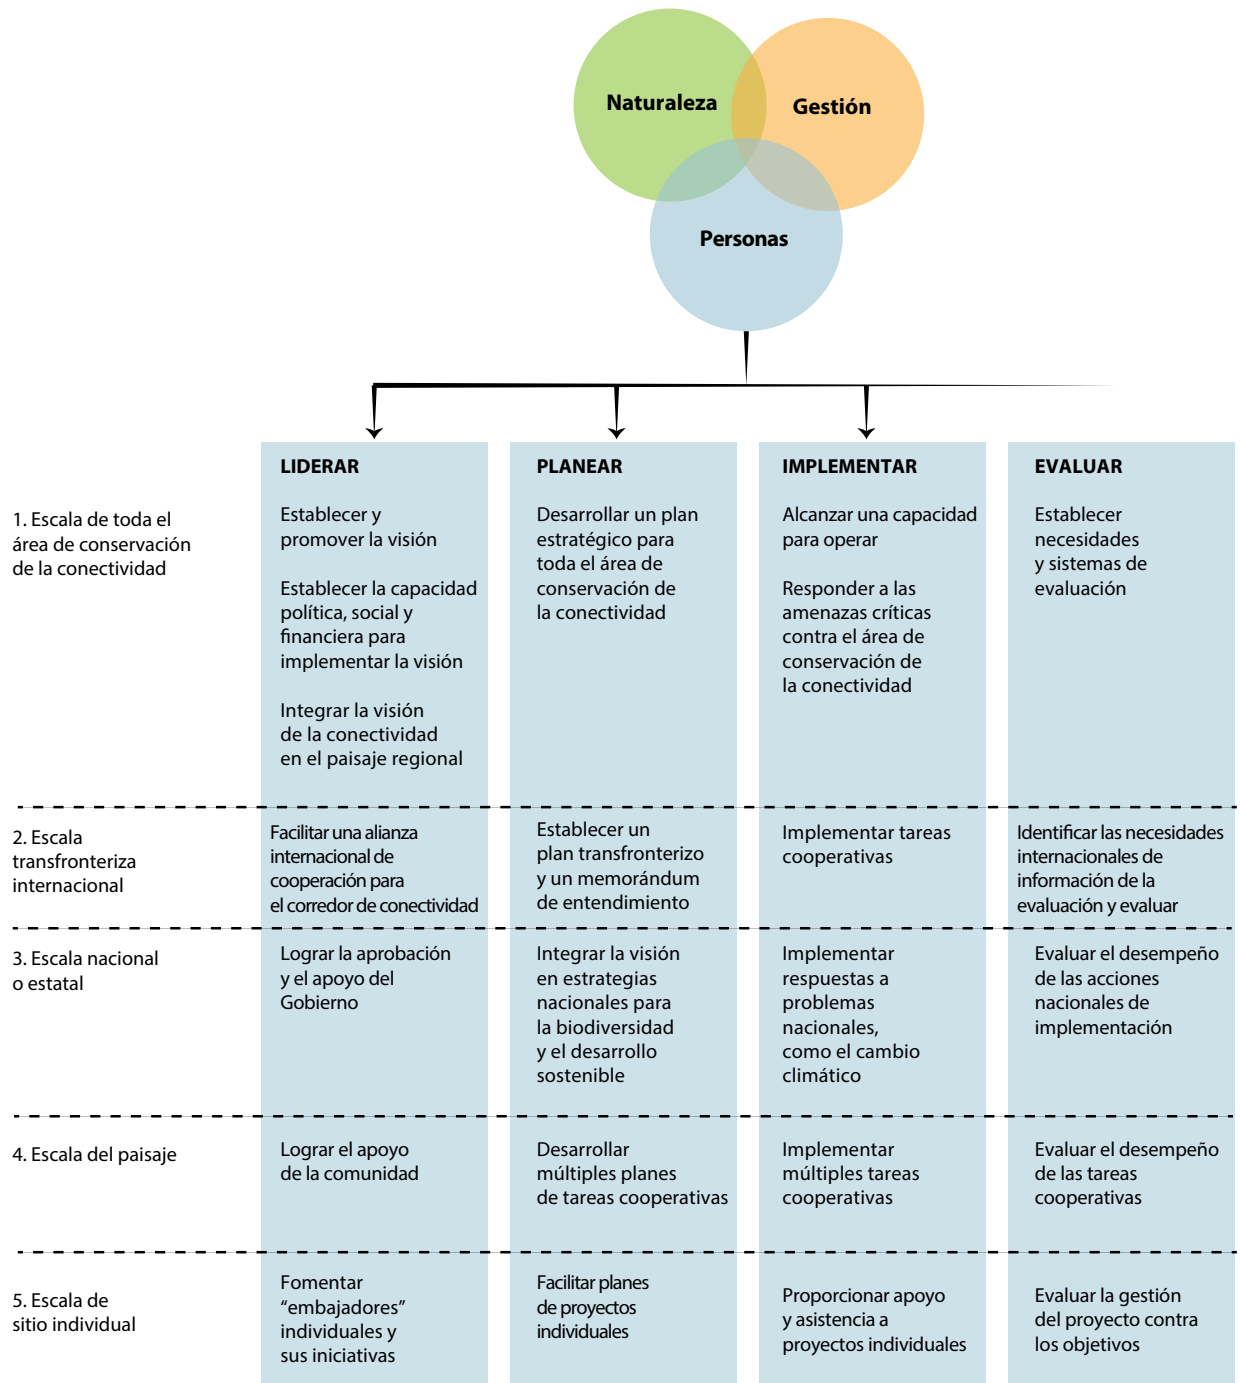 Naturaleza
Gestión
Personas
LIDERAR
PLANEAR
IMPLEMENTAR
EVALUAR
1. Escala de toda el
área de conservación
de la conectividad
Establecer y
promover la visión
Establecer la capacidad
política, social y
financiera para
implementar la visión
Integrar la visión
de la conectividad
en el paisaje regional
Desarrollar un plan
estratégico para
toda el área de
conservación de
la conectividad
Alcanzar una capacidad
para operar
Responder a las
amenazas críticas
contra el área de
conservación de
la conectividad
Establecer
necesidades
y sistemas de
evaluación
2. Escala
transfronteriza
internacional
Facilitar una alianza
internacional de
cooperación para
el corredor de conectividad
Establecer un
plan transfronterizo
y un memorándum
de entendimiento
Implementar tareas
cooperativas
Identificar las necesidades
internacionales de
información de la
evaluación y evaluar
3. Escala nacional
o estatal
Lograr la aprobación
y el apoyo del
Gobierno
Integrar la visión
en estrategias
nacionales para
la biodiversidad
y el desarrollo
sostenible
Implementar
respuestas a
problemas
nacionales,
como el cambio
climático
Evaluar el desempeño
de las acciones
nacionales de
implementación
4. Escala del paisaje
Lograr el apoyo
de la comunidad
Desarrollar
múltiples planes
de tareas cooperativas
Implementar
múltiples tareas
cooperativas
Evaluar el desempeño
de las tareas
cooperativas
5. Escala de
sitio individual
Fomentar
“embajadores”
individuales y
sus iniciativas
Facilitar planes
de proyectos
individuales
Proporcionar apoyo
y asistencia a
proyectos individuales
Evaluar la gestión
del proyecto contra
los objetivos